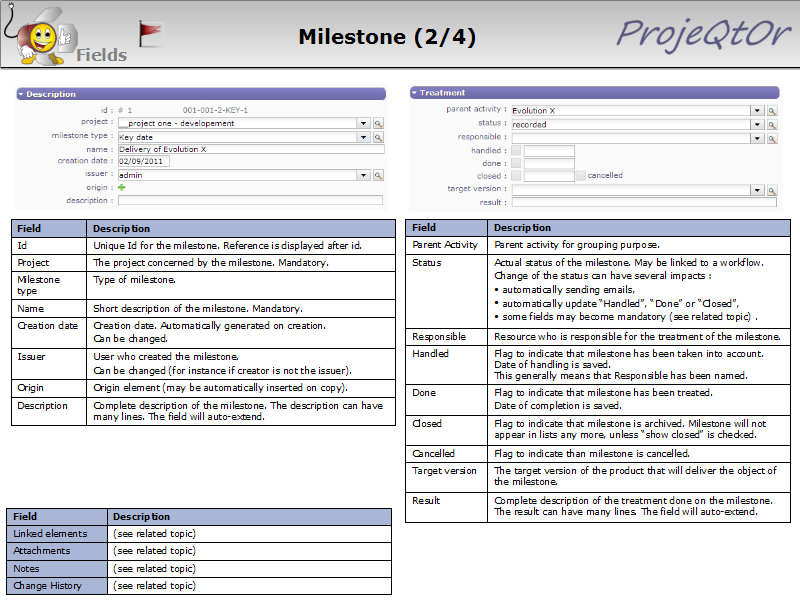 Milestone (2/4)
ProjeQtOr
Fields
Description
id : # 1 001-001-2-KEY-1
project : __project one - developement
milestone type : Key date
name : Delivery of Evolution X
creation date : 02/09/2011
issuer : admin
origin :
description :
Field Description
Id Unique Id for the milestone. Reference is displayed after id.
Project The project concerned by the milestone. Mandatory.
Milestone Type of milestone.
type
Name Short description of the milestone. Mandatory.
Creation date Creation date. Automatically generated on creation.
Can be changed.
Issuer User who created the milestone.
Can be changed (for instance if creator is not the issuer).
Origin Origin element (may be automatically inserted on copy).
Description Complete description of the milestone. The description can have
many lines. The field will auto-extend.
Field Description
Linked elements (see related topic)
Attachments (see related topic)
Notes (see related topic)
Change History (see related topic)
Treatment
parent activity : Evolution X
status : recorded
responsible :
handled :
done :
closed : cancelled
target version :
result :
Field Description
Parent Activity Parent activity for grouping purpose.
Status Actual status of the milestone. May be linked to a workflow.
Change of the status can have several impacts :
• automatically sending emails,
• automatically update “Handled”, “Done” or “Closed”,
• some fields may become mandatory (see related topic) .
Responsible Resource who is responsible for the treatment of the milestone.
Handled Flag to indicate that milestone has been taken into account.
Date of handling is saved.
This generally means that Responsible has been named.
Done Flag to indicate that milestone has been treated.
Date of completion is saved.
Closed Flag to indicate that milestone is archived. Milestone will not
appear in lists any more, unless “show closed” is checked.
Cancelled Flag to indicate than milestone is cancelled.
Target version The target version of the product that will deliver the object of
the milestone.
Result Complete description of the treatment done on the milestone.
The result can have many lines. The field will auto-extend.